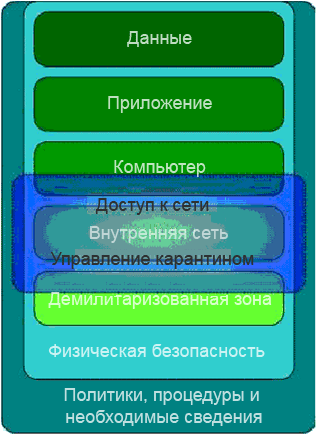 Данные
Приложение
Компьютер
Доступ к сети
Внутренняя сеть
Управление карантином
Демилитаризованная зона
Физическая безопасность
Политики, процедуры и
необходимые сведения